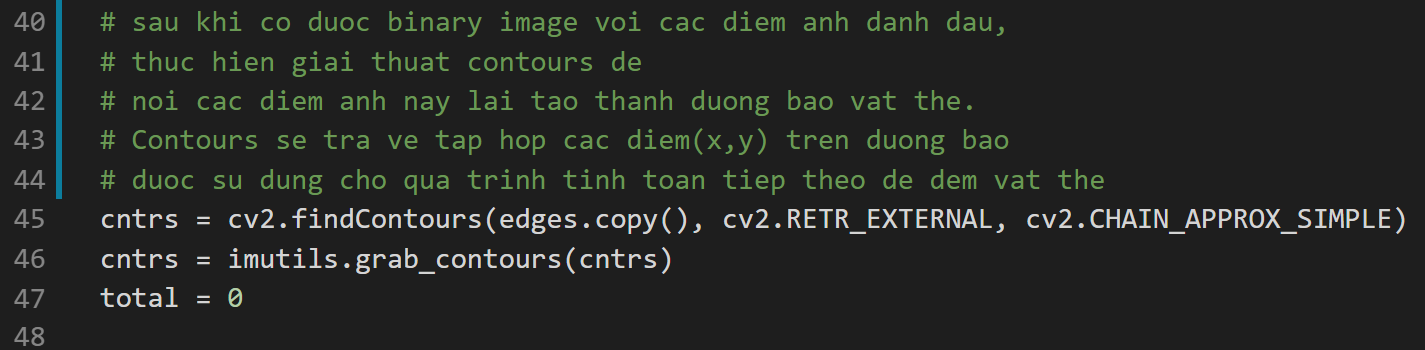 40 # sau khi co duoc binary image voi cac diem anh danh dau,
41 # thuc hien giai thuat contours de
42 # noi cac diem anh nay lai tao thanh duong bao vat the.
43 # Contours se tra ve tap hop cac diem(x,y) tren duong bao
44 # duoc su dung cho qua trinh tinh toan tiep theo de dem vat the
45 cntrs = cv2.findContours(edges.copy(), cv2.RETR_EXTERNAL, cv2.CHAIN_APPROX_SIMPLE)
46 cntrs = imutils.grab_contours(cntrs)
47 total = 0
48